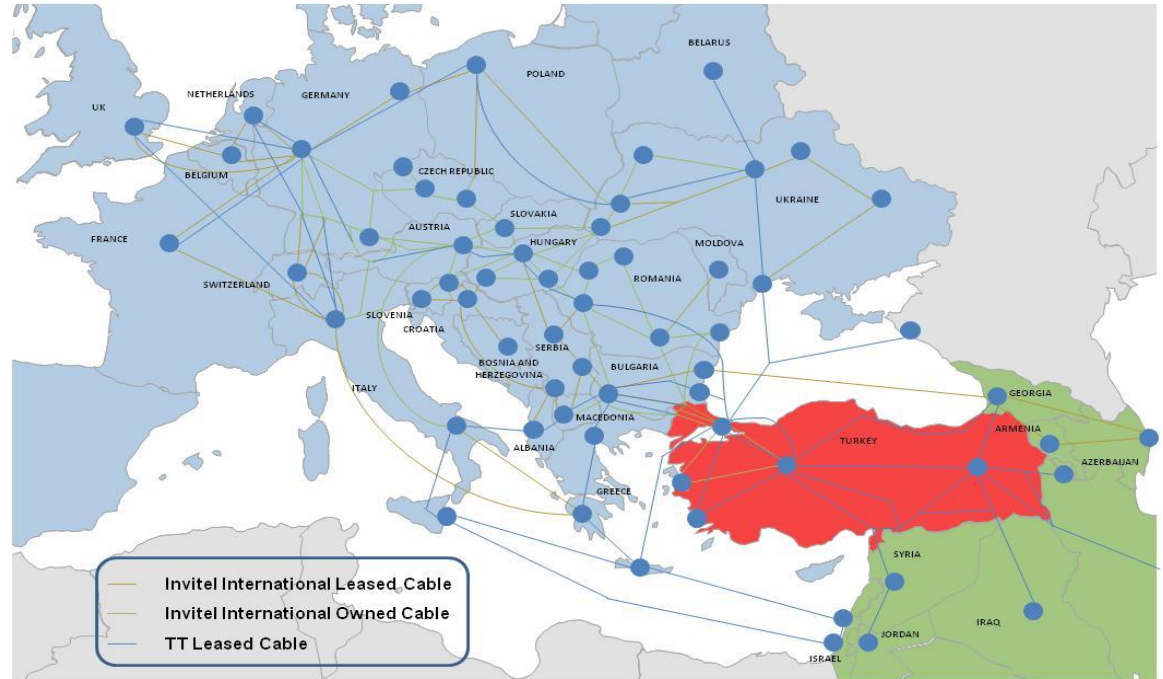 BELARUS
POLAND
NETHERLANDS
GERMANY
UK
BELGIUM
CZECH REPUBLIC
UKRAINE
SLOVAKIA
AUSTRIA
FRANCE
HUNGARY
MOLDOVA
ROMANIA
SWITZERLAND
SLOVENIA
CROATIA
SERBIA
BOSNIA AND
HERZEGOVINA
BULGARIA
ITALY
GEORGIA
MACEDONIA
ARMENIA
TURKEY
ALBANIA
AZERBAIJAN
GREECE
SYRIA
IRAQ
JORDAN
ISRAEL
Invitel International Leased Cable
Invitel International Owned Cable
TT Leased Cable